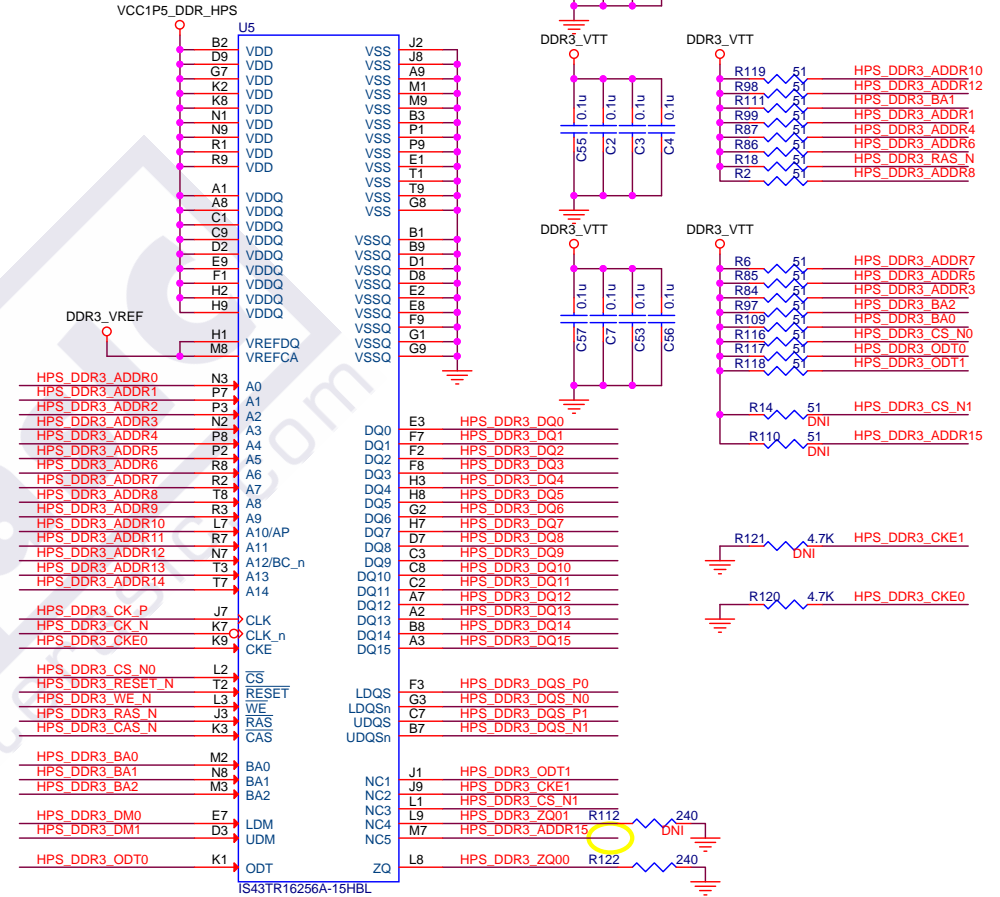 VCC1P5_DDR_HPS
U5
B2 VDD
D9 VDD
G7 VDD
K2 VDD
K8 VDD
N1 VDD
N9 VDD
R1 VDD
R9 VDD
A1 VDDQ
A8 VDDQ
C1 VDDQ
C9 VDDQ
D2 VDDQ
E9 VDDQ
F1 VDDQ
H2 VDDQ
H9 VDDQ
DDR3_VREF
H1 VREFDQ
M8 VREFCA
HPS_DDR3_ADDR0 N3 A0
HPS_DDR3_ADDR1 P7 A1
HPS_DDR3_ADDR2 P3 A2
HPS_DDR3_ADDR3 N2 A3
HPS_DDR3_ADDR4 P8 A4
HPS_DDR3_ADDR5 P2 A5
HPS_DDR3_ADDR6 R8 A6
HPS_DDR3_ADDR7 R2 A7
HPS_DDR3_ADDR8 T8 A8
HPS_DDR3_ADDR9 R3 A9
HPS_DDR3_ADDR10 L7 A10/AP
HPS_DDR3_ADDR11 R7 A11
HPS_DDR3_ADDR12 N7 A12/BC_n
HPS_DDR3_ADDR13 T3 A13
HPS_DDR3_ADDR14 T7 A14
HPS_DDR3_CK_P J7 CLK
HPS_DDR3_CK_N K7 CLK_n
HPS_DDR3_CKE0 K9 CKE
HPS_DDR3_CS_N0 L2 CS
HPS_DDR3_RESET_N T2 RESET
HPS_DDR3_WE_N L3 WE
HPS_DDR3_RAS_N J3 RAS
HPS_DDR3_CAS_N K3 CAS
HPS_DDR3_BA0 M2 BA0
HPS_DDR3_BA1 N8 BA1
HPS_DDR3_BA2 M3 BA2
HPS_DDR3_DM0 E7 LDM
HPS_DDR3_DM1 D3 UDM
HPS_DDR3_ODT0 K1 ODT
VSS J2
VSS J8
VSS A9
VSS M1
VSS M9
VSS B3
VSS P1
VSS P9
VSS E1
VSS T1
VSS T9
VSS G8
VSSQ B1
VSSQ B9
VSSQ D1
VSSQ D8
VSSQ E2
VSSQ E8
VSSQ F9
VSSQ G1
VSSQ G9
DQ0 E3 HPS_DDR3_DQ0
DQ1 F7 HPS_DDR3_DQ1
DQ2 F2 HPS_DDR3_DQ2
DQ3 F8 HPS_DDR3_DQ3
DQ4 H3 HPS_DDR3_DQ4
DQ5 H8 HPS_DDR3_DQ5
DQ6 G2 HPS_DDR3_DQ6
DQ7 H7 HPS_DDR3_DQ7
DQ8 D7 HPS_DDR3_DQ8
DQ9 C3 HPS_DDR3_DQ9
DQ10 C8 HPS_DDR3_DQ10
DQ11 C2 HPS_DDR3_DQ11
DQ12 A7 HPS_DDR3_DQ12
DQ13 A2 HPS_DDR3_DQ13
DQ14 B8 HPS_DDR3_DQ14
DQ15 A3 HPS_DDR3_DQ15
LDQS F3 HPS_DDR3_DQS_P0
LDQSn G3 HPS_DDR3_DQS_N0
UDQS C7 HPS_DDR3_DQS_P1
UDQSn B7 HPS_DDR3_DQS_N1
NC1 J1 HPS_DDR3_ODT1
NC2 J9 HPS_DDR3_CKE1
NC3 L1 HPS_DDR3_CS_N1
NC4 L9 HPS_DDR3_ZQ01 R112 240 DNI
NC5 M7 HPS_DDR3_ADDR15
ZQ L8 HPS_DDR3_ZQ00 R122 240
IS43TR16256A-15HBL
DDR3_VTT
C55 0.1u
C2 0.1u
C3 0.1u
C4 0.1u
DDR3_VTT
C57 0.1u
C7 0.1u
C53 0.1u
C56 0.1u
DDR3_VTT
R119 51 HPS_DDR3_ADDR10
R98 51 HPS_DDR3_ADDR12
R111 51 HPS_DDR3_BA1
R99 51 HPS_DDR3_ADDR1
R87 51 HPS_DDR3_ADDR4
R86 51 HPS_DDR3_ADDR6
R18 51 HPS_DDR3_RAS_N
R2 51 HPS_DDR3_ADDR8
DDR3_VTT
R6 51 HPS_DDR3_ADDR7
R85 51 HPS_DDR3_ADDR5
R84 51 HPS_DDR3_ADDR3
R97 51 HPS_DDR3_BA2
R109 51 HPS_DDR3_BA0
R116 51 HPS_DDR3_CS_N0
R117 51 HPS_DDR3_ODT0
R118 51 HPS_DDR3_ODT1
R14 51 HPS_DDR3_CS_N1
DNI
R110 51 HPS_DDR3_ADDR15
DNI
R121 4.7K HPS_DDR3_CKE1
DNI
R120 4.7K HPS_DDR3_CKE0